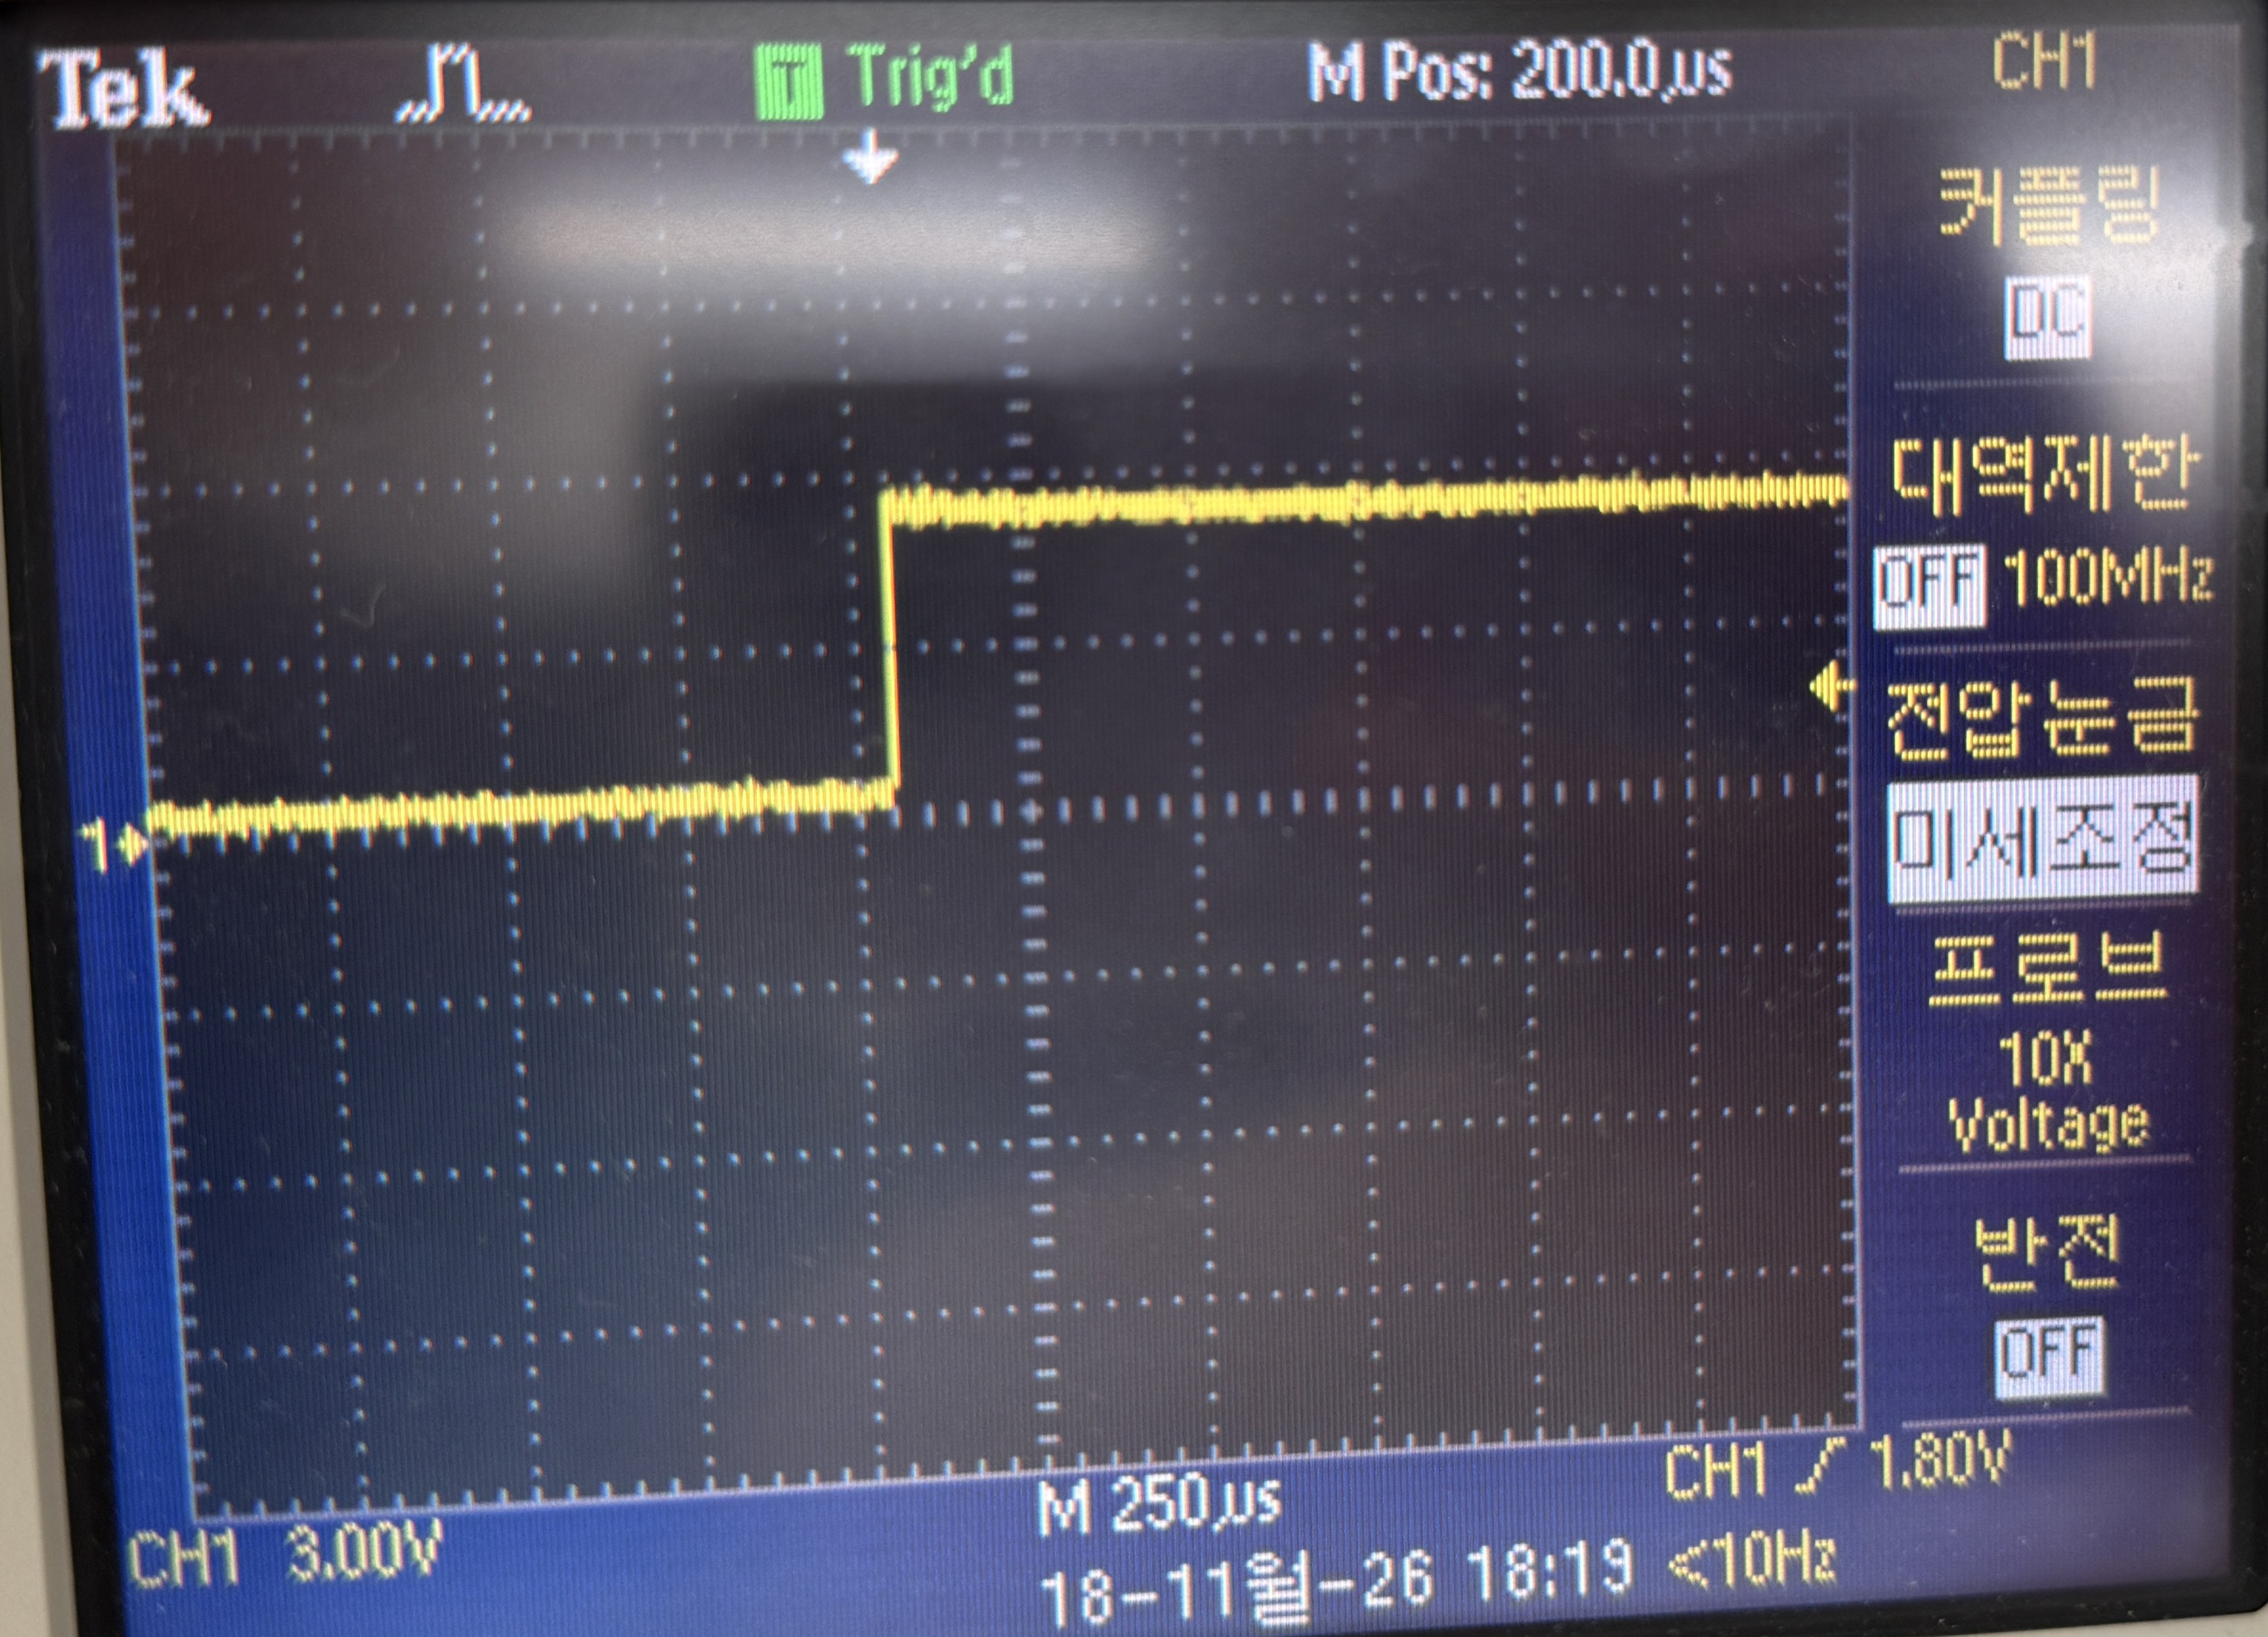 Tek T Trig'd M Pos: 200.0µs CH1
커플링
DC
대역제한
OFF 100MHz
전압눈금
미세조정
1
프로브
10X
Voltage
반전
OFF
CH1 3.00V M 250µs CH1 1.80V
18-11월-26 18:19 <10Hz